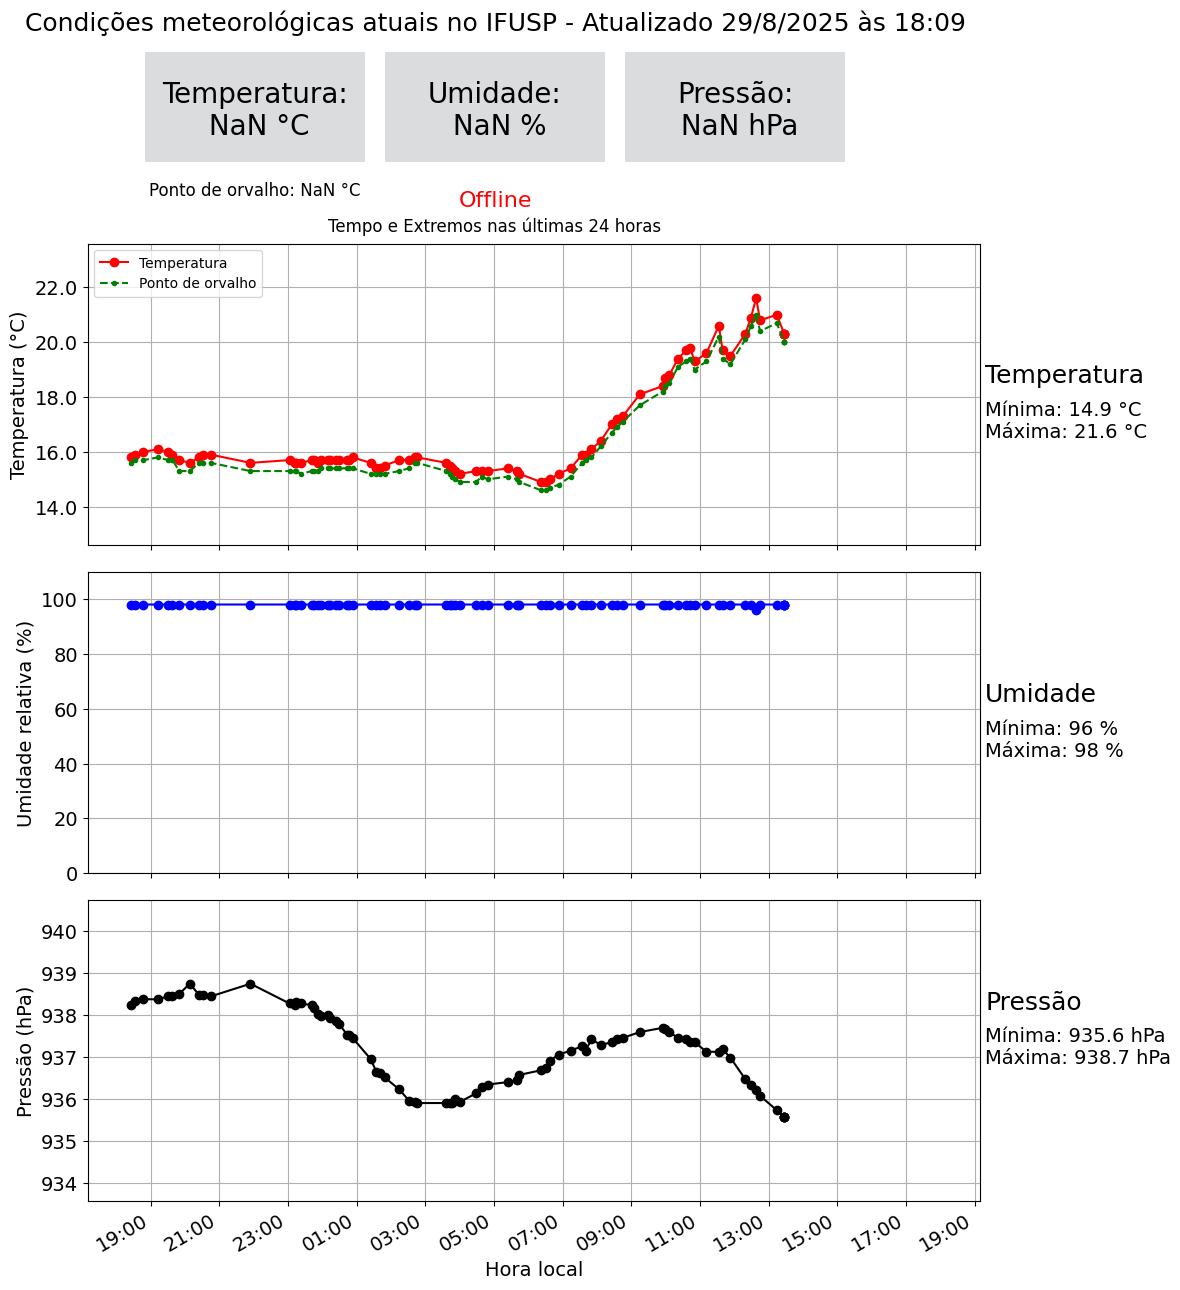 Condições meteorológicas atuais no IFUSP - Atualizado 29/8/2025 às 18:09
Temperatura:
NaN °C
Umidade:
NaN %
Pressão:
NaN hPa
Ponto de orvalho: NaN °C
Offline
Tempo e Extremos nas últimas 24 horas
Temperatura
Ponto de orvalho
Temperatura (°C)
22.0
20.0
18.0
16.0
14.0
Temperatura
Mínima: 14.9 °C
Máxima: 21.6 °C
Umidade relativa (%)
100
80
60
40
20
0
Umidade
Mínima: 96 %
Máxima: 98 %
Pressão (hPa)
940
939
938
937
936
935
934
Pressão
Mínima: 935.6 hPa
Máxima: 938.7 hPa
19:00 21:00 23:00 01:00 03:00 05:00 07:00 09:00 11:00 13:00 15:00 17:00 19:00
Hora local